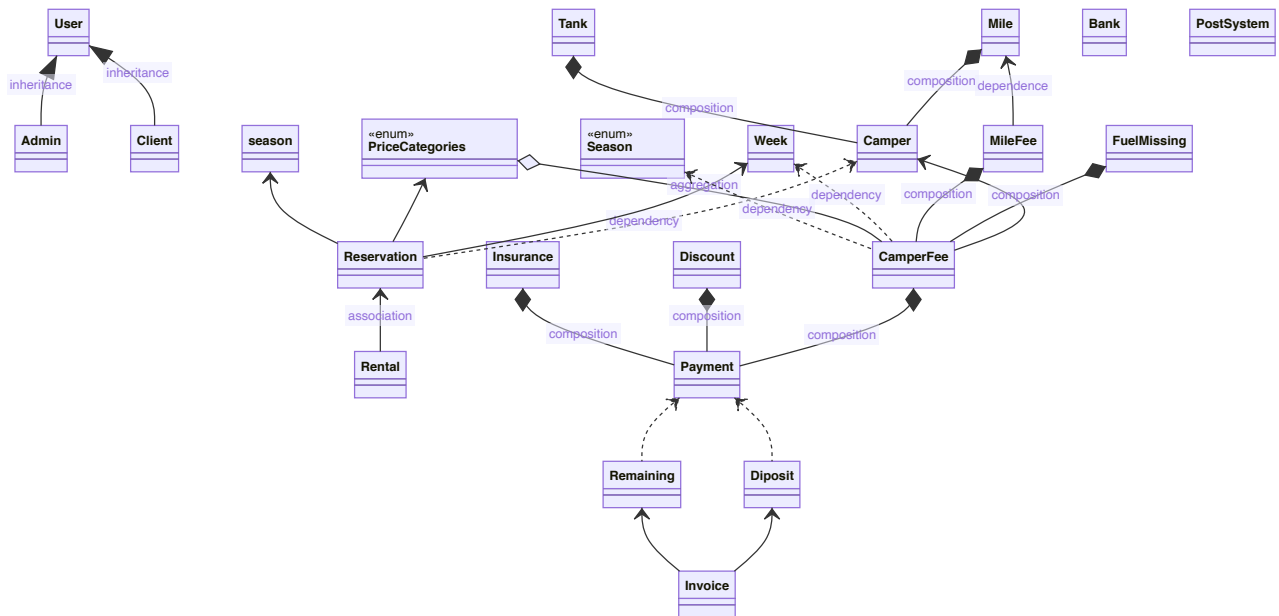 User
Tank
Mile
Bank
PostSystem
inheritance
inheritance
composition
dependence
composition
Admin
Client
season
«enum»
PriceCategories
«enum»
Season
Week
Camper
MileFee
FuelMissing
aggregation
dependency
composition
composition
dependency
dependency
Reservation
Insurance
Discount
CamperFee
association
composition
composition
composition
Rental
Payment
Remaining
Diposit
Invoice